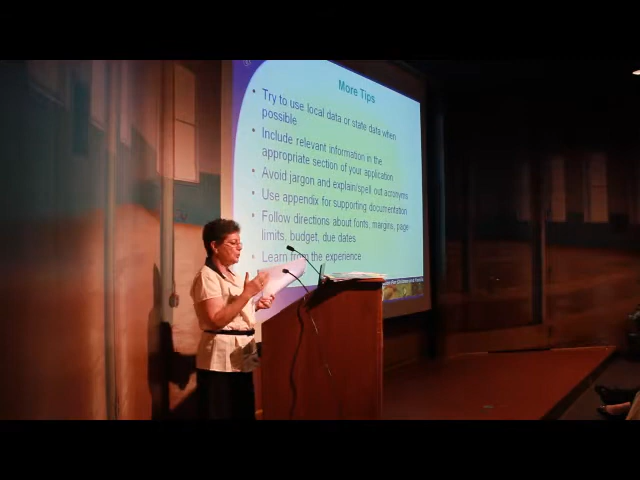 More Tips
• Try to use local data or state data when
possible
• Include relevant information in the
appropriate section of your application
• Avoid jargon and explain/spell out acronyms
• Use appendix for supporting documentation
• Follow directions about fonts, margins, page
limits, budget, due dates
• Learn from the experience